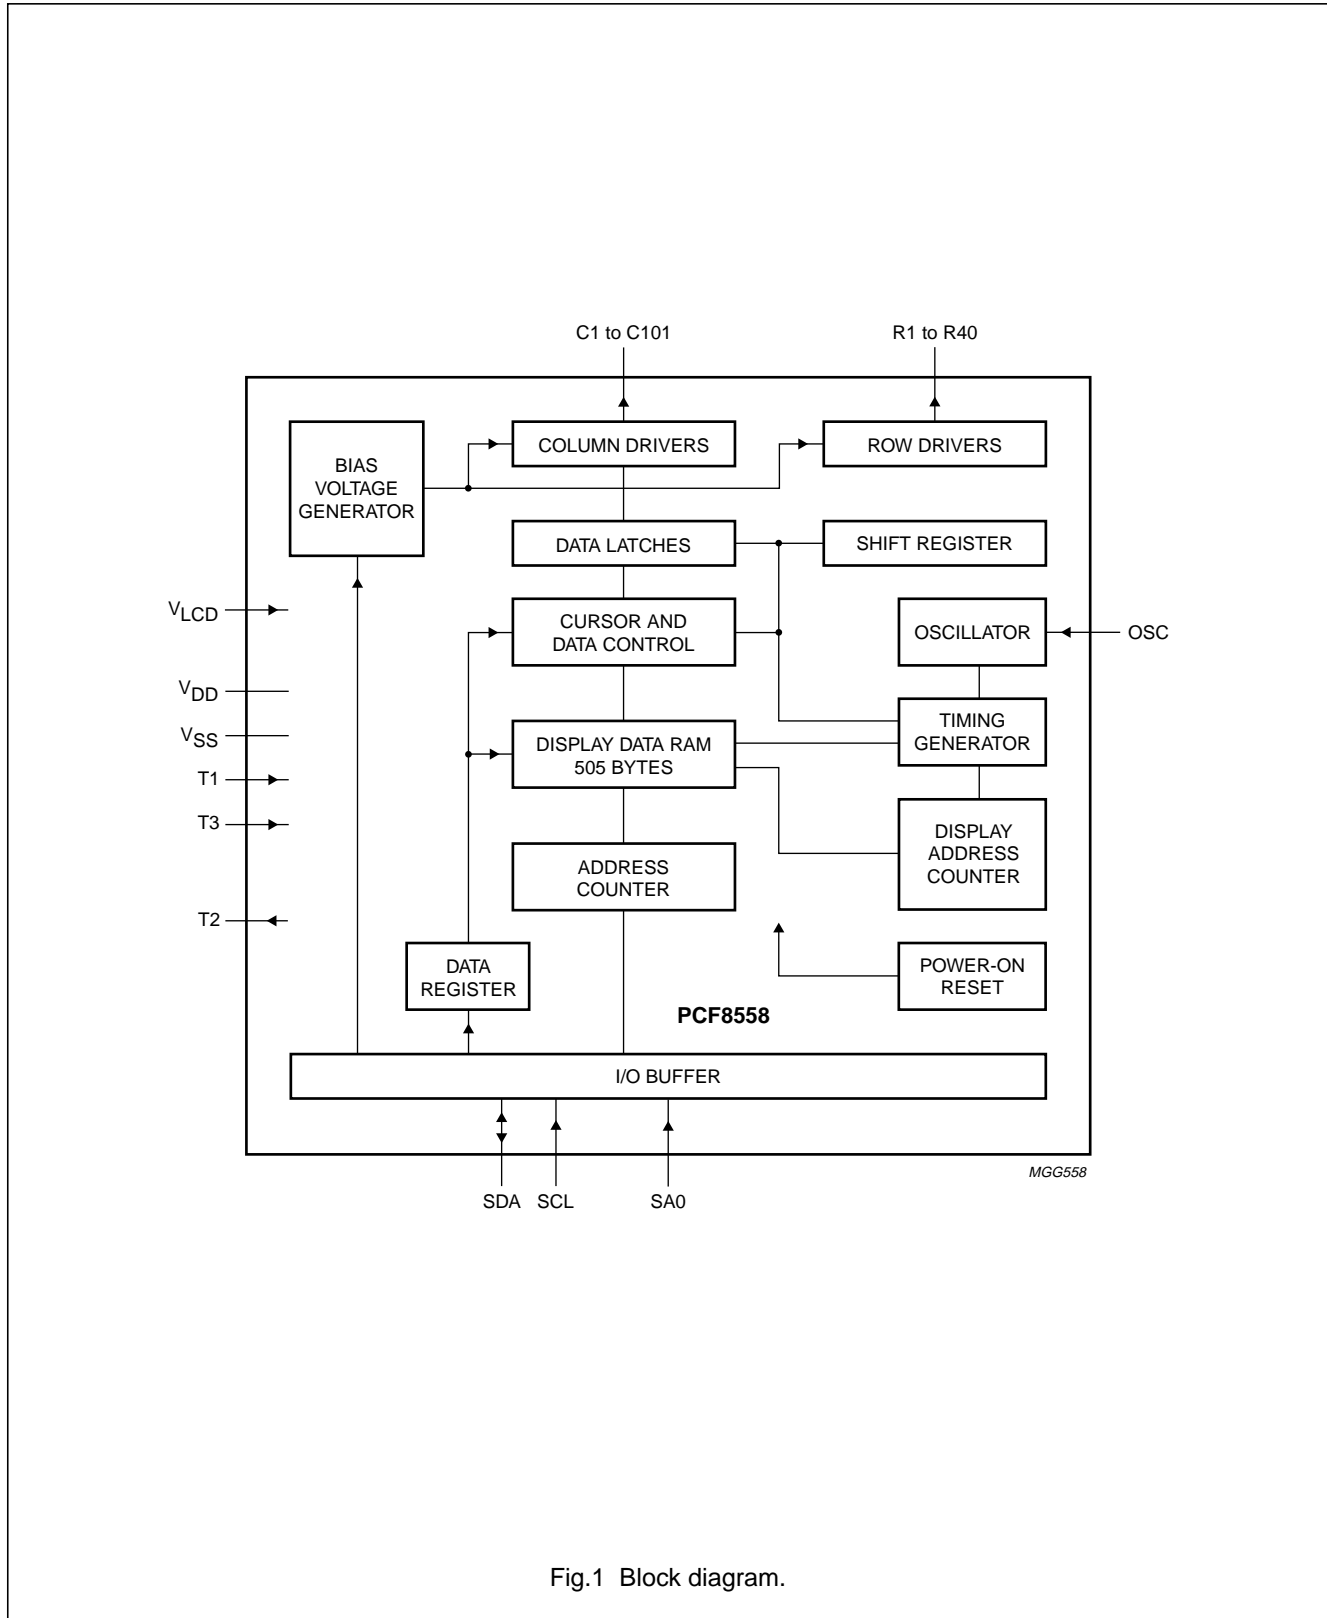 C1 to C101
R1 to R40
BIAS
VOLTAGE
GENERATOR
COLUMN DRIVERS
ROW DRIVERS
DATA LATCHES
SHIFT REGISTER
VLCD
CURSOR AND
DATA CONTROL
OSCILLATOR
OSC
VDD
VSS
DISPLAY DATA RAM
505 BYTES
TIMING
GENERATOR
T1
T3
DISPLAY
ADDRESS
COUNTER
ADDRESS
COUNTER
T2
DATA
REGISTER
POWER-ON
RESET
PCF8558
I/O BUFFER
MGG558
SDA
SCL
SA0
Fig.1 Block diagram.